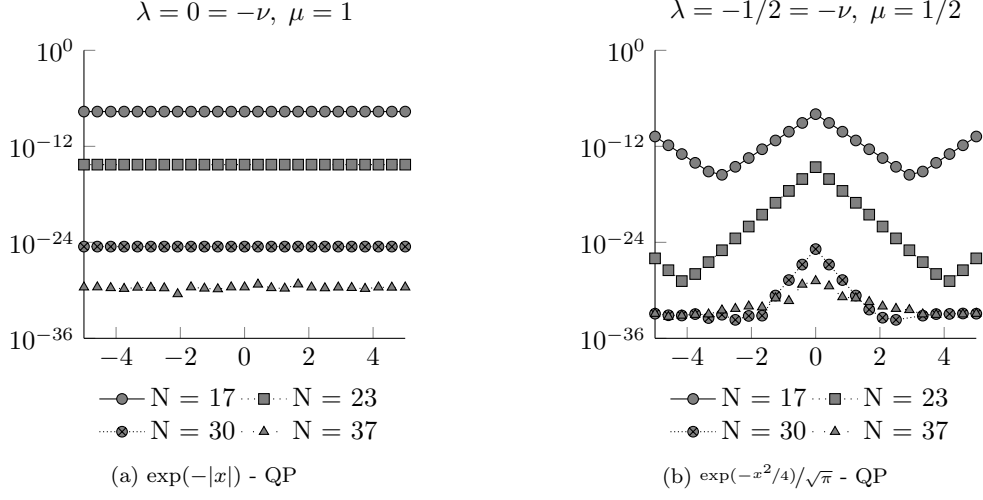 λ = 0 = −ν, μ = 1
10^0
10^−12
10^−24
10^−36
−4 −2 0 2 4
N = 17 N = 23
N = 30 N = 37
(a) exp(−|x|) - QP
λ = −1/2 = −ν, μ = 1/2
10^0
10^−12
10^−24
10^−36
−4 −2 0 2 4
N = 17 N = 23
N = 30 N = 37
(b) exp(−x^2/4)/√π - QP